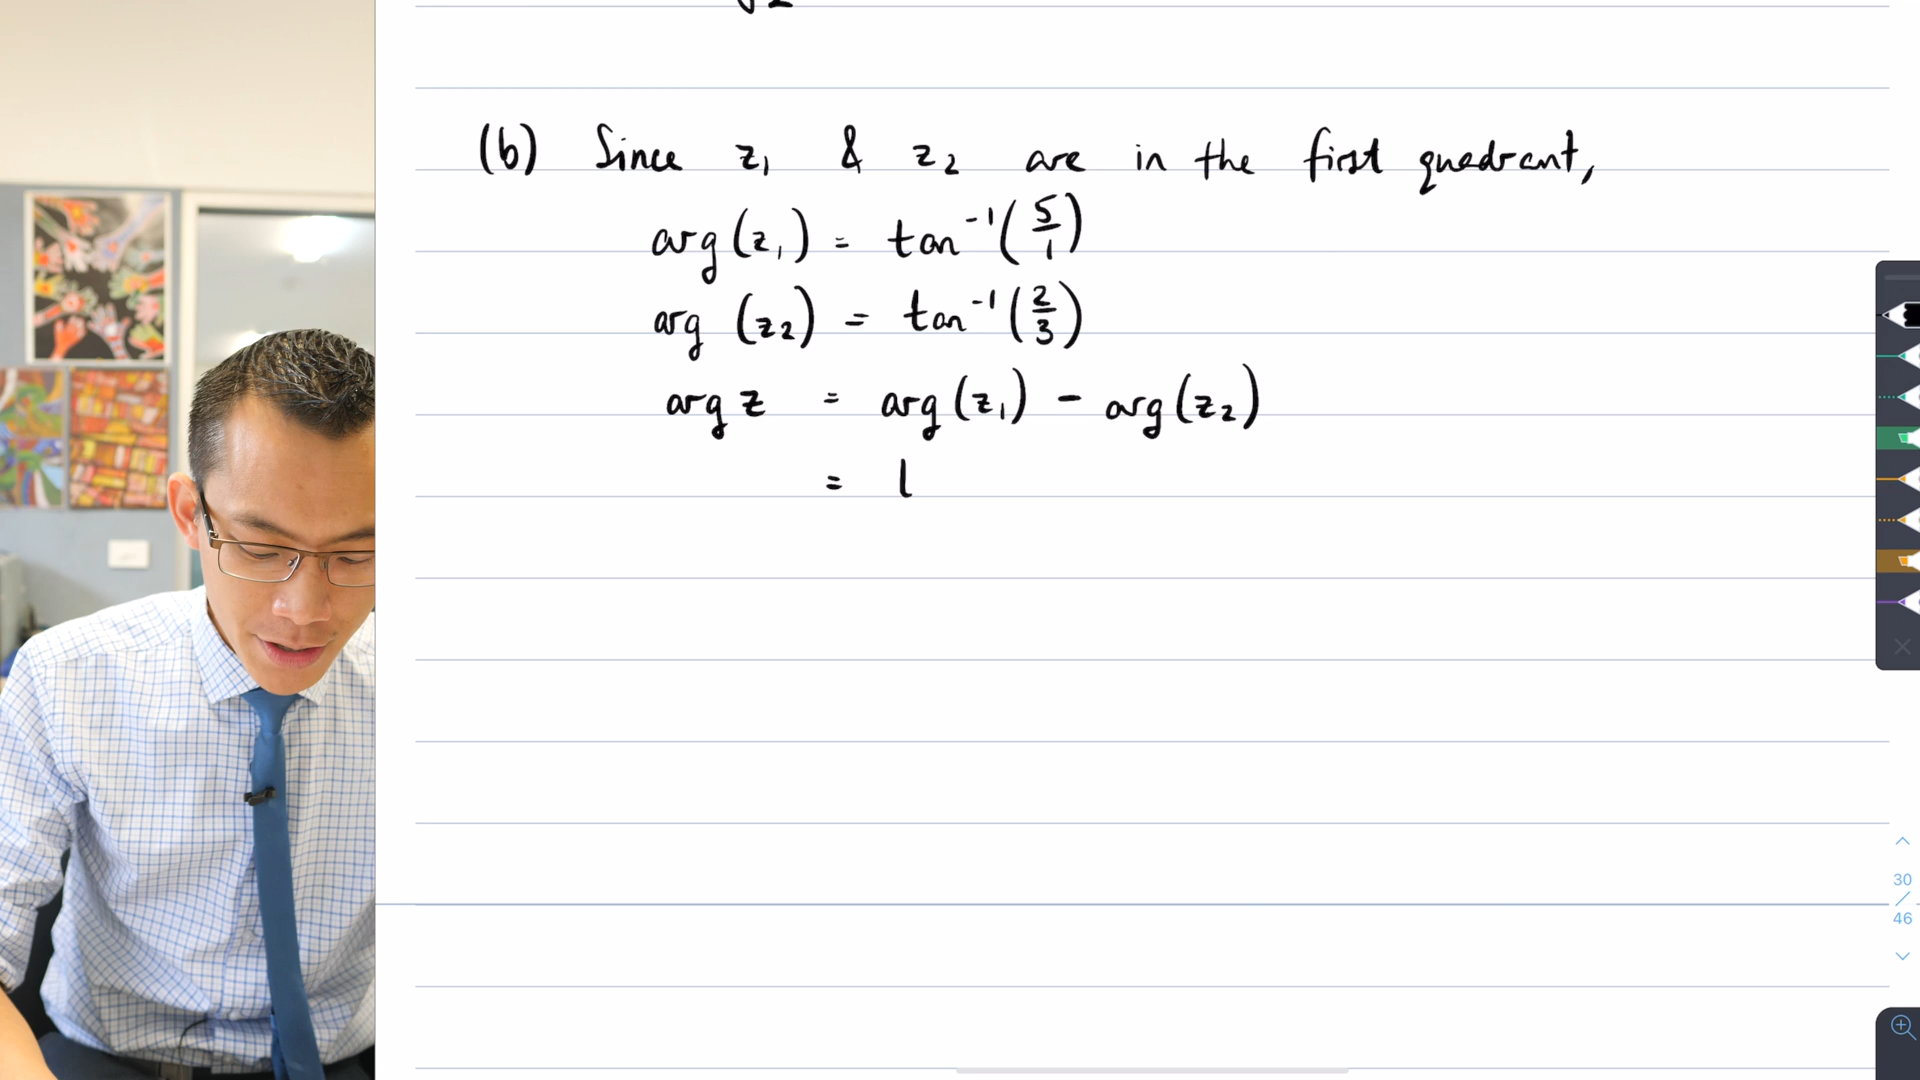 (b) Since z₁ & z₂ are in the first quadrant,
arg(z₁) = tan⁻¹(5/1)
arg (z₂) = tan⁻¹(2/3)
arg z = arg(z₁) - arg(z₂)
= l
30
/
46